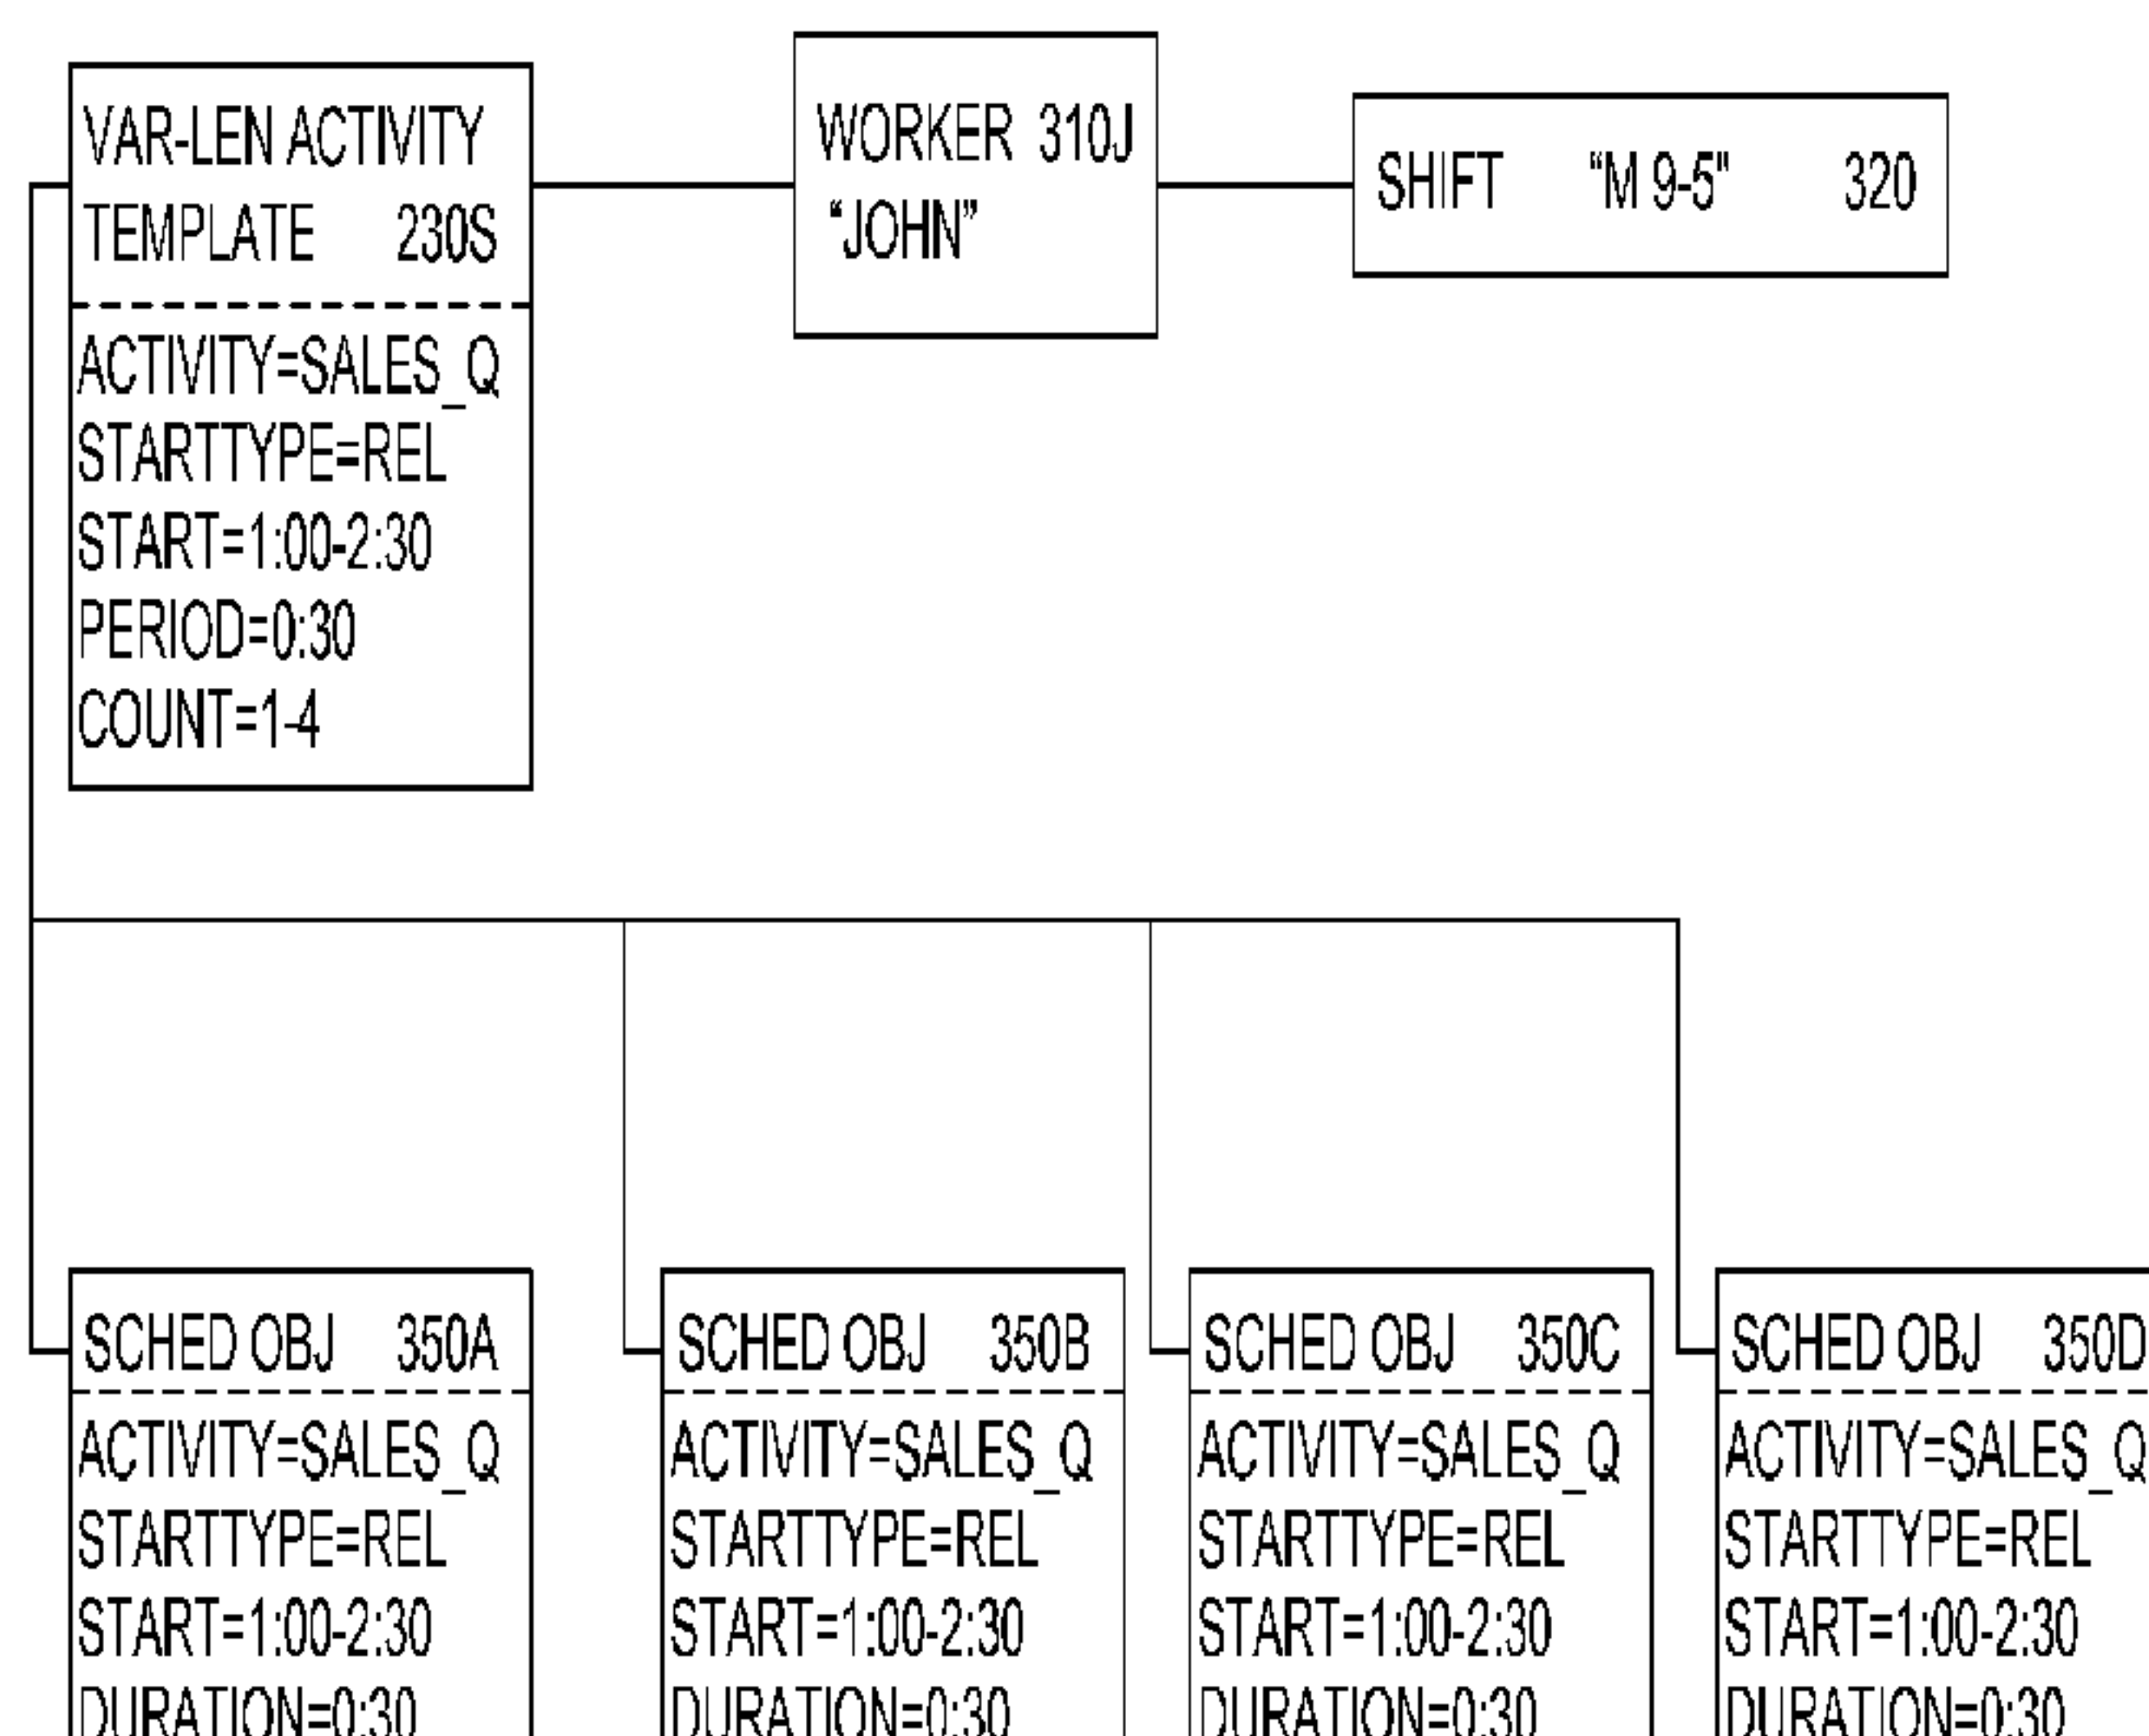 VAR-LEN ACTIVITY
TEMPLATE 230S
ACTIVITY=SALES_Q
STARTTYPE=REL
START=1:00-2:30
PERIOD=0:30
COUNT=1-4
WORKER 310J
“JOHN”
SHIFT “M 9-5" 320
SCHED OBJ 350A
ACTIVITY=SALES_Q
STARTTYPE=REL
START=1:00-2:30
DURATION=0:30
SCHED OBJ 350B
ACTIVITY=SALES_Q
STARTTYPE=REL
START=1:00-2:30
DURATION=0:30
SCHED OBJ 350C
ACTIVITY=SALES_Q
STARTTYPE=REL
START=1:00-2:30
DURATION=0:30
SCHED OBJ 350D
ACTIVITY=SALES_Q
STARTTYPE=REL
START=1:00-2:30
DURATION=0:30